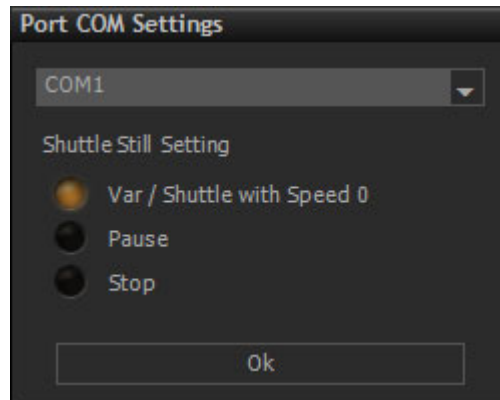 Port COM Settings
COM1
Shuttle Still Setting
Var / Shuttle with Speed 0
Pause
Stop
Ok